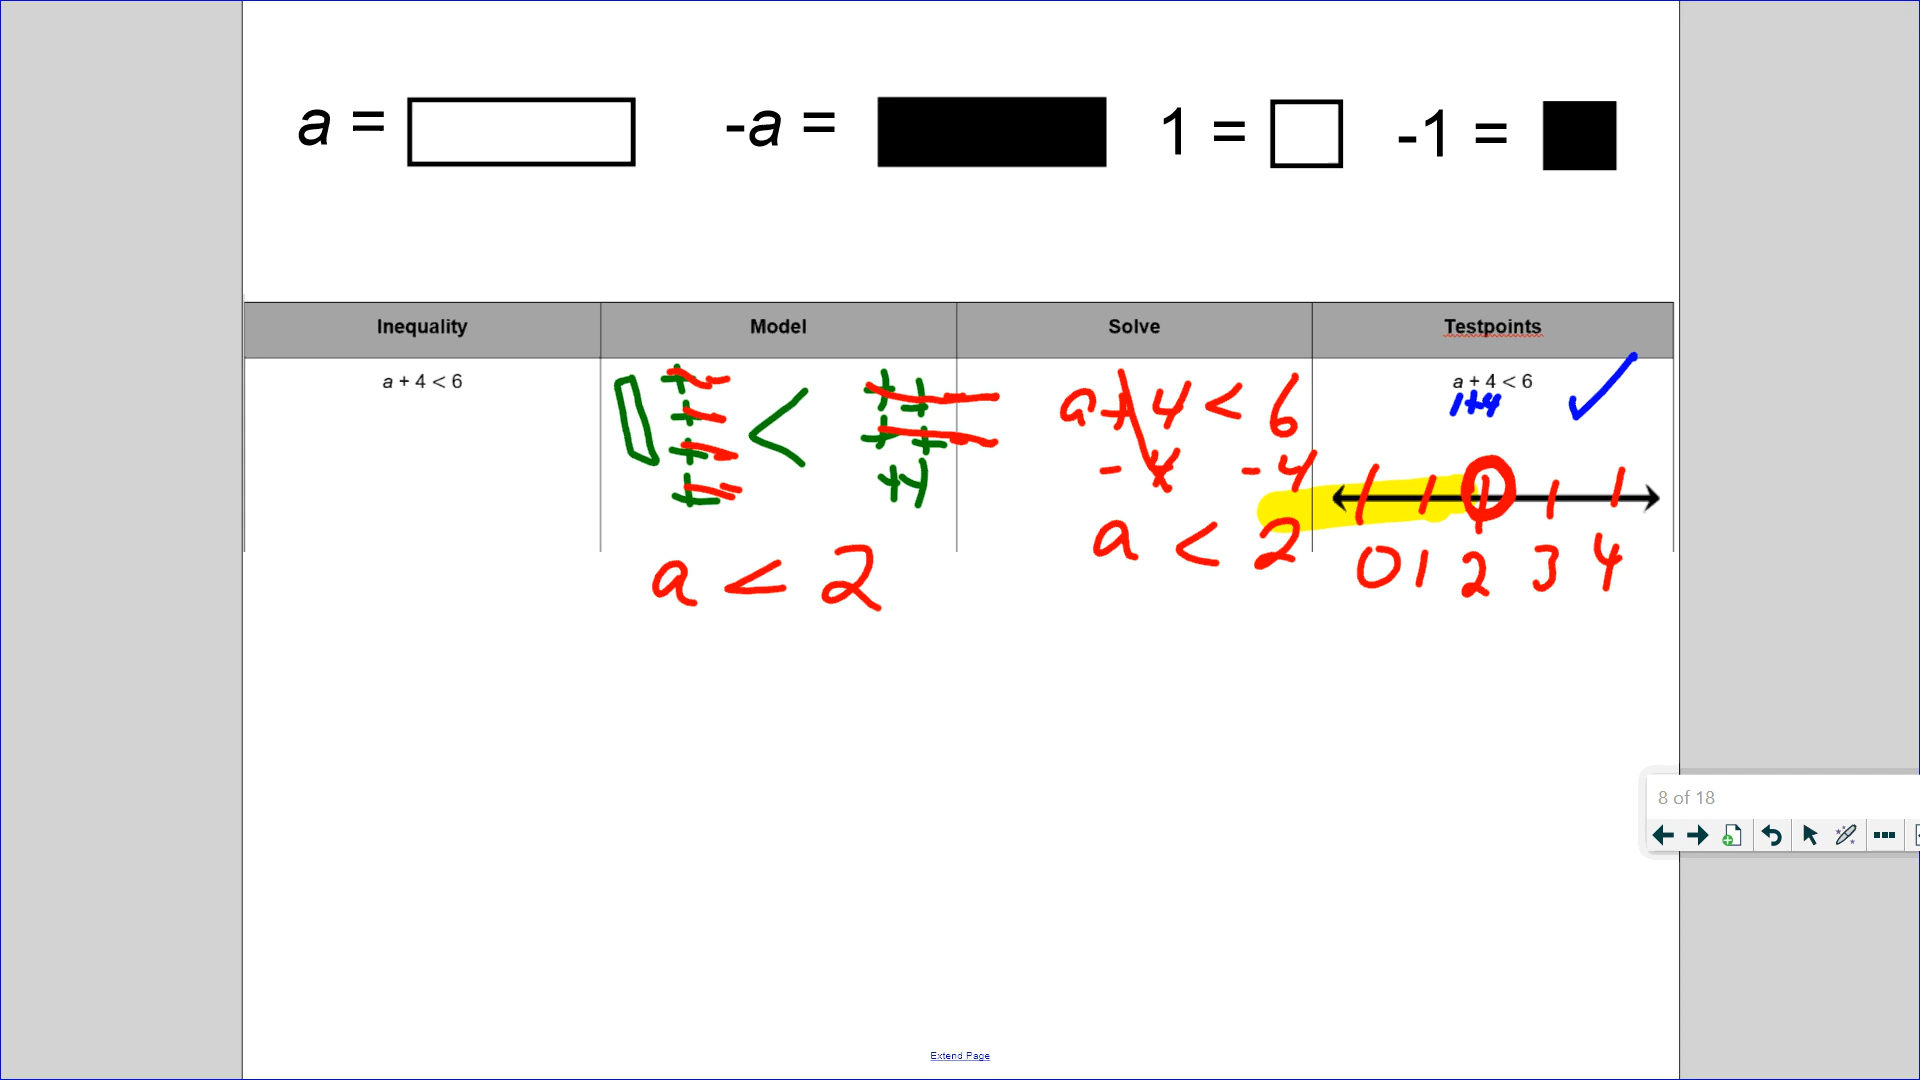 a = -a = 1 = -1 =
Inequality Model Solve Testpoints
a + 4 < 6
<
a + 4 < 6
- 4 - 4
a < 2
a < 2
a + 4 < 6
1+4
0 1 2 3 4
8 of 18
Extend Page